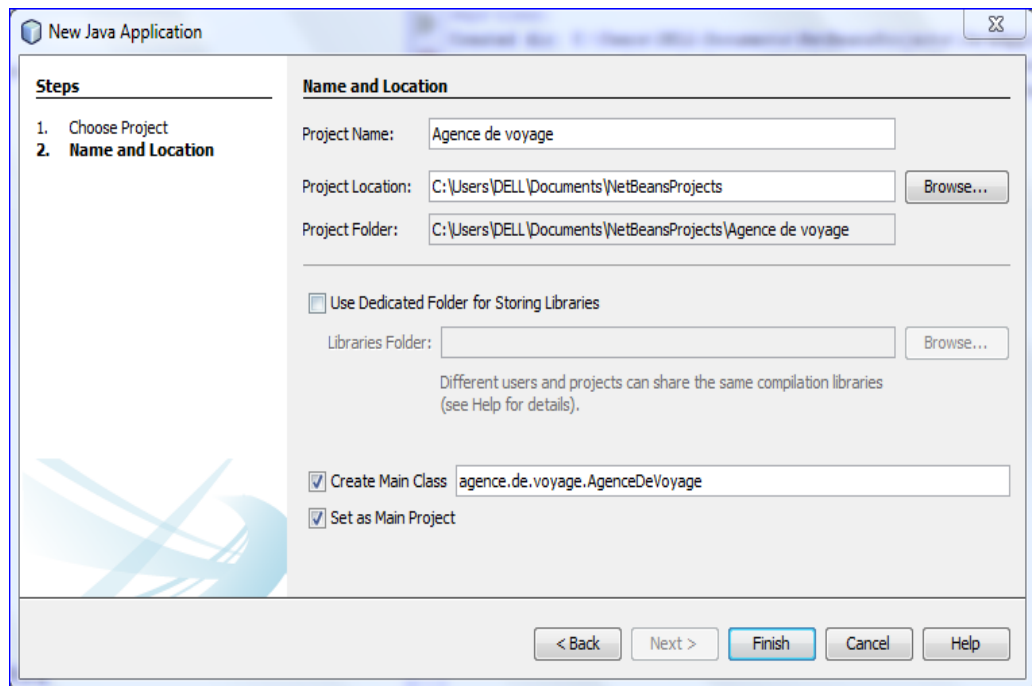 New Java Application
Steps
1. Choose Project
2. Name and Location
Name and Location
Project Name: Agence de voyage
Project Location: C:\Users\DELL\Documents\NetBeansProjects Browse...
Project Folder: C:\Users\DELL\Documents\NetBeansProjects\Agence de voyage
Use Dedicated Folder for Storing Libraries
Libraries Folder: Browse...
Different users and projects can share the same compilation libraries
(see Help for details).
Create Main Class agence.de.voyage.AgenceDeVoyage
Set as Main Project
< Back Next > Finish Cancel Help